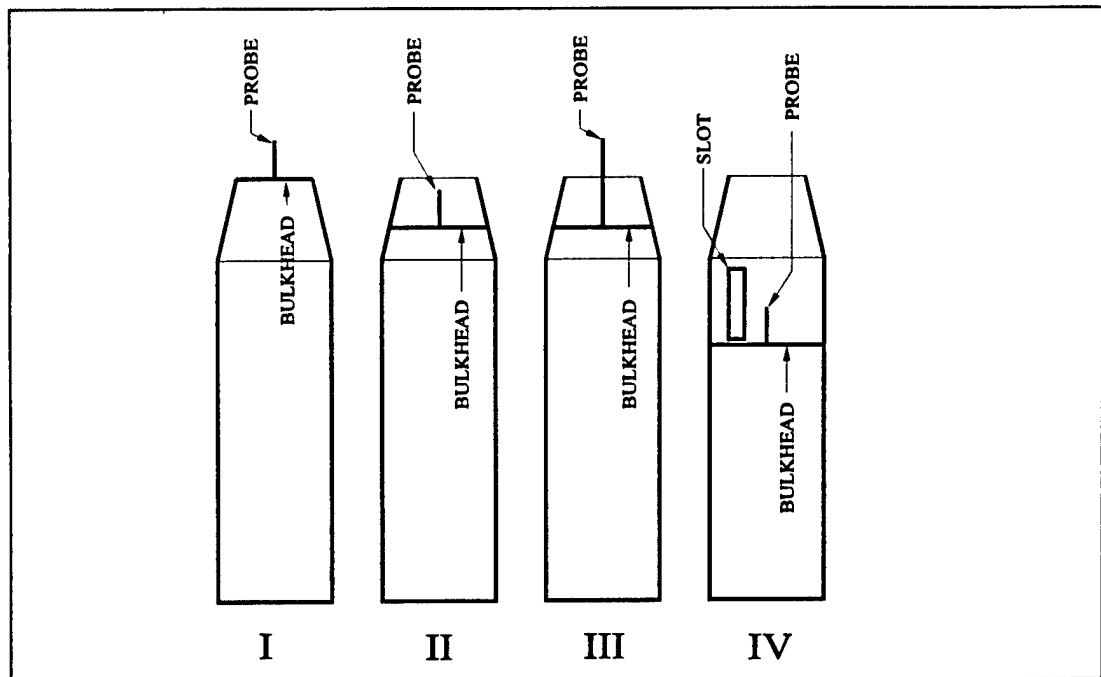 PROBE
BULKHEAD
I
PROBE
BULKHEAD
II
PROBE
BULKHEAD
III
SLOT
PROBE
BULKHEAD
IV